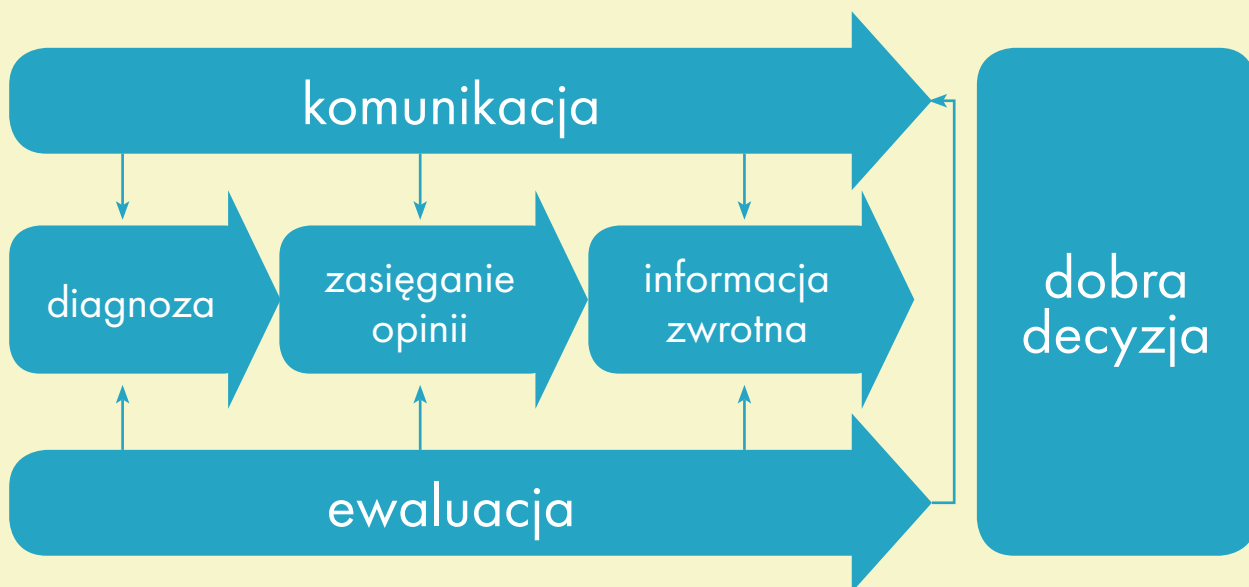 komunikacja
diagnoza
zasięganie
opinii
informacja
zwrotna
ewaluacja
dobra
decyzja